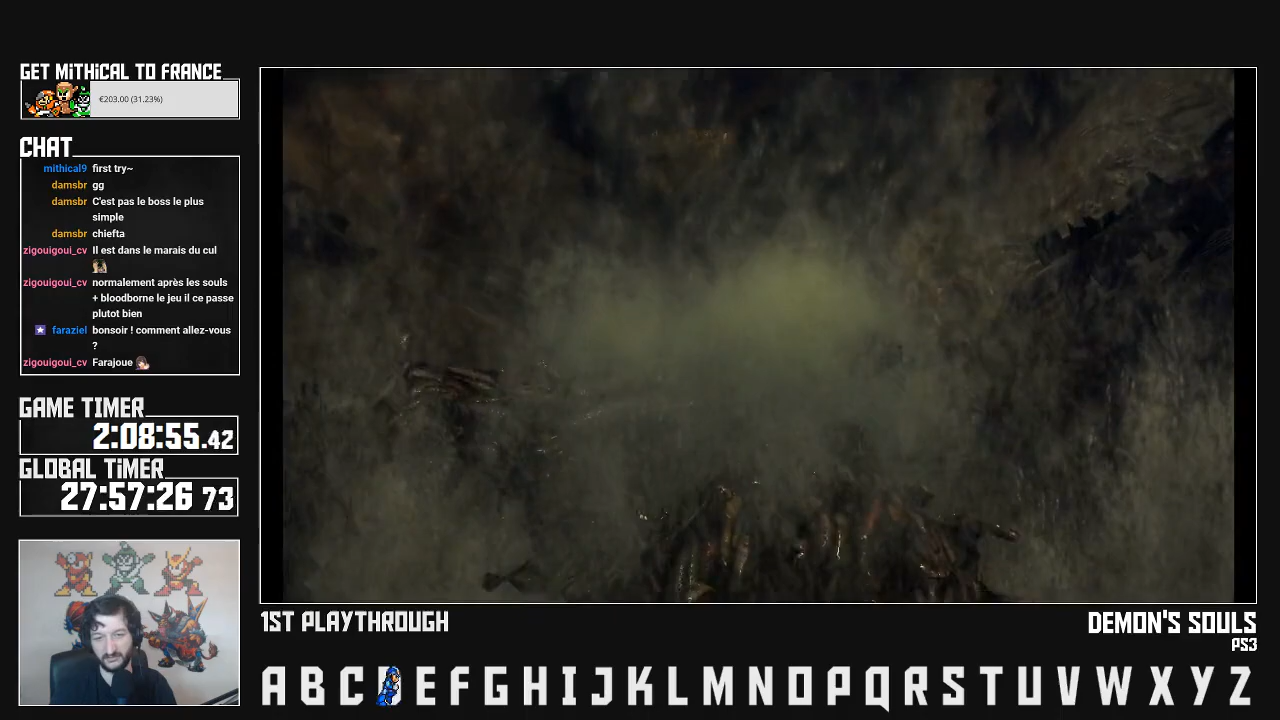 GET MiTHiCAL TO FRANCE
€203.00 (31.23%)
CHAT
mithical9 first try~
damsbr gg
damsbr C'est pas le boss le plus
simple
damsbr chiefta
zigouigoui_cv Il est dans le marais du cul
zigouigoui_cv normalement après les souls
+ bloodborne le jeu il ce passe
plutot bien
faraziel bonsoir ! comment allez-vous
?
zigouigoui_cv Farajoue
GAME TIMER
2:08:55.42
GLOBAL TiMER
27:57:26 73
1ST PLAYTHROUGH
DEMON'S SOULS
PS3
A B C D E F G H I J K L M N O P Q R S T U V W X Y Z